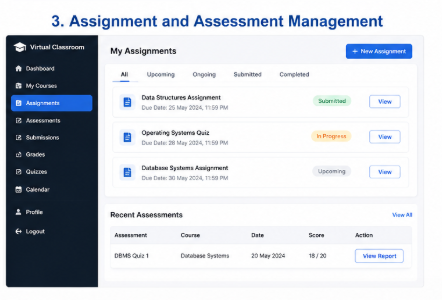 3. Assignment and Assessment Management
Virtual Classroom
Dashboard
My Courses
Assignments
Assessments
Submissions
Grades
Quizzes
Calendar
Profile
Logout
My Assignments
+ New Assignment
All Upcoming Ongoing Submitted Completed
Data Structures Assignment
Due Date: 25 May 2024, 11:59 PM
Submitted
View
Operating Systems Quiz
Due Date: 28 May 2024, 11:59 PM
In Progress
View
Database Systems Assignment
Due Date: 30 May 2024, 11:59 PM
Upcoming
View
Recent Assessments
View All
Assessment Course Date Score Action
DBMS Quiz 1 Database Systems 20 May 2024 18 / 20 View Report